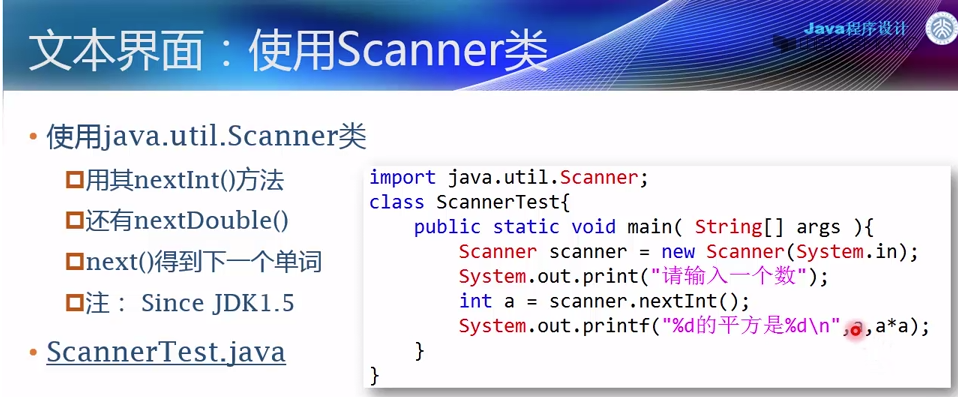 Java程序设计
文本界面：使用Scanner类
• 使用java.util.Scanner类
用其nextInt()方法
还有nextDouble()
next()得到下一个单词
注： Since JDK1.5
• ScannerTest.java
import java.util.Scanner;
class ScannerTest{
    public static void main( String[] args ){
        Scanner scanner = new Scanner(System.in);
        System.out.print("请输入一个数");
        int a = scanner.nextInt();
        System.out.printf("%d的平方是%d\n",a,a*a);
    }
}